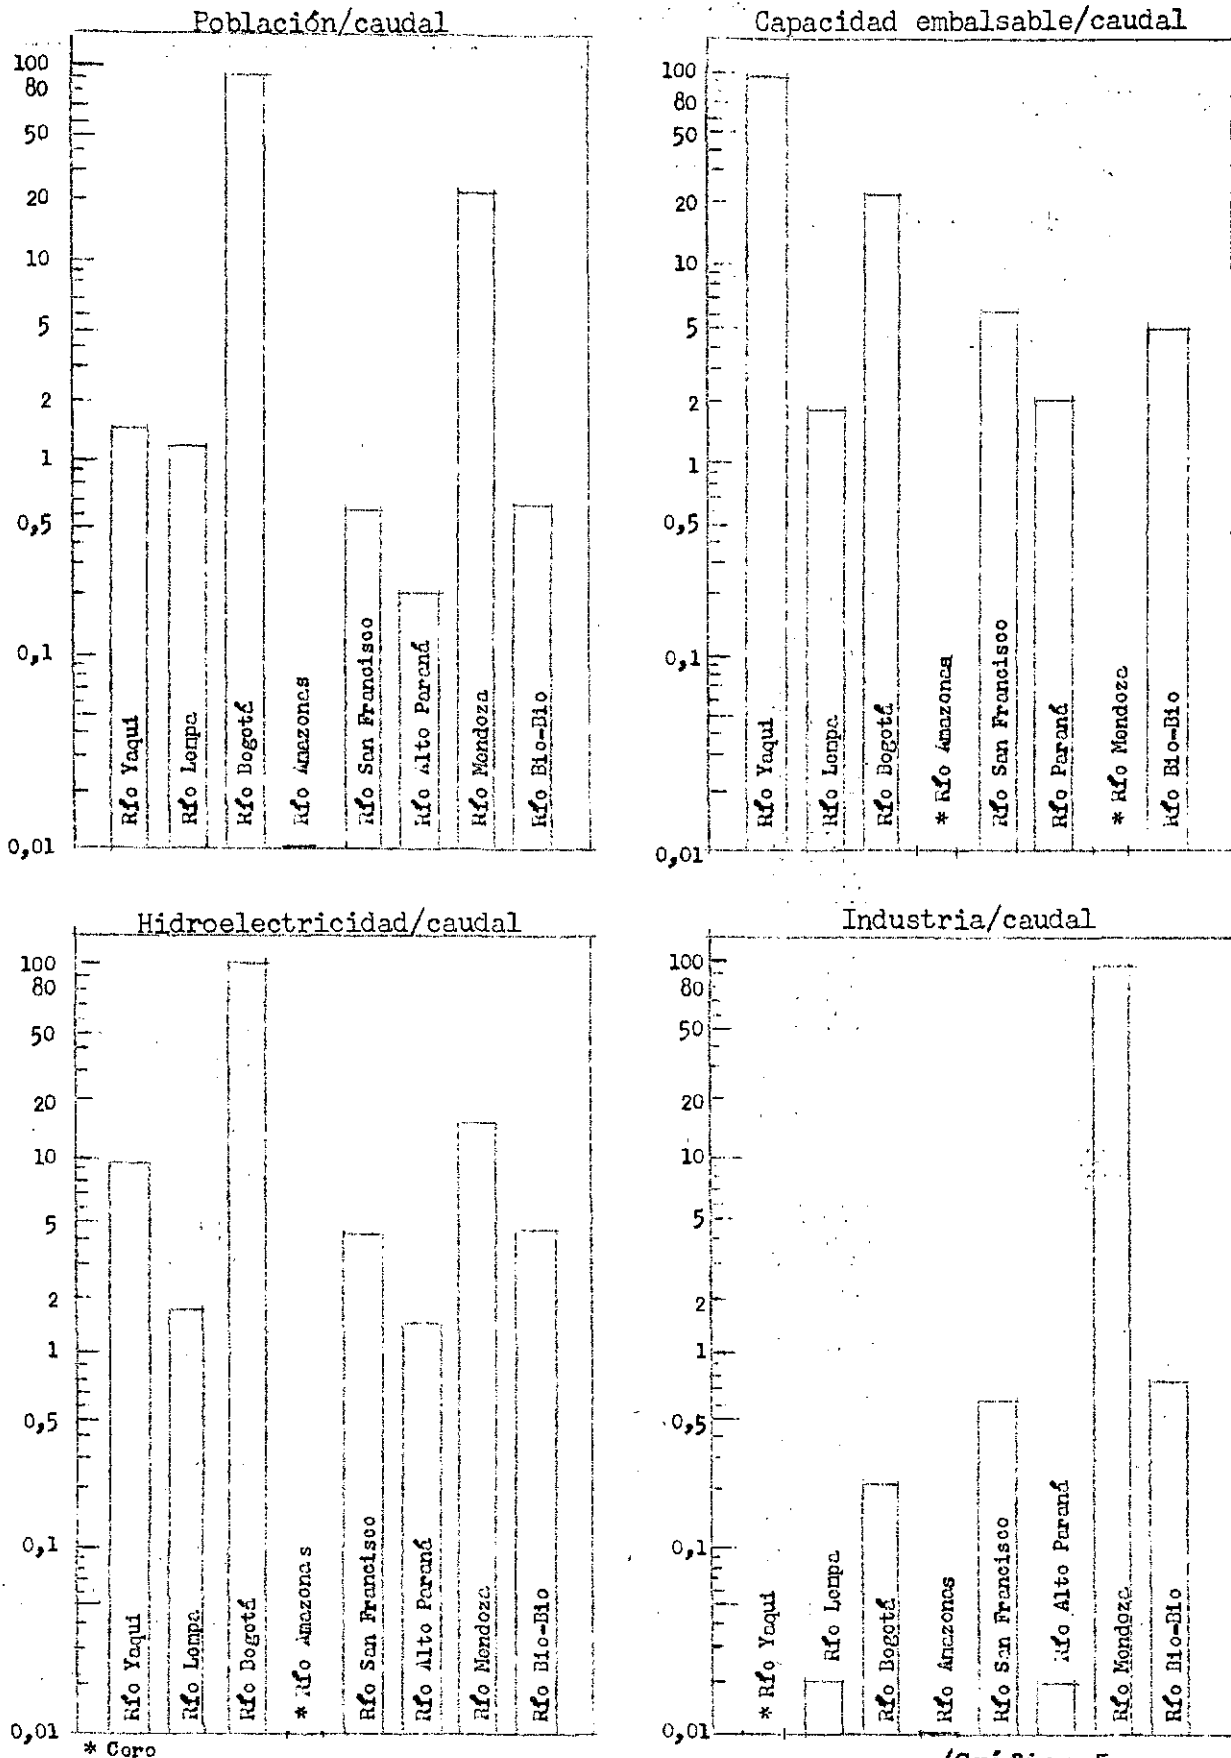 Población/caudal
100
80
50
20
10
5
2
1
0,5
0,1
0,01
Río Yaqui
Río Lempa
Río Bogotá
Río Amazonas
Río San Francisco
Río Alto Paraná
Río Mendoza
Río Bio-Bio
Capacidad embalsable/caudal
100
80
50
20
10
5
2
1
0,5
0,1
0,01
Río Yaqui
Río Lempa
Río Bogotá
* Río Amazonas
Río San Francisco
Río Paraná
* Río Mendoza
Río Bio-Bio
Hidroelectricidad/caudal
100
80
50
20
10
5
2
1
0,5
0,1
0,01
Río Yaqui
Río Lempa
Río Bogotá
* Río Amazonas
Río San Francisco
Río Alto Paraná
Río Mendoza
Río Bio-Bio
* Cero
Industria/caudal
100
80
50
20
10
5
2
1
0,5
0,1
0,01
* Río Yaqui
Río Lempa
Río Bogotá
Río Amazonas
Río San Francisco
Río Alto Paraná
Río Mendoza
Río Bio-Bio